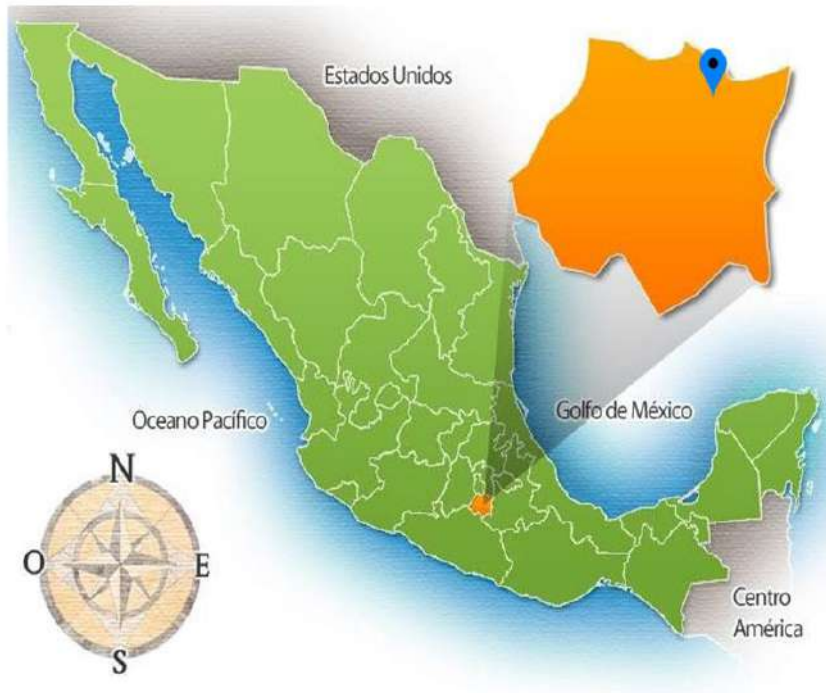 Estados Unidos
Oceano Pacífico
Golfo de México
N
O
E
S
Centro
América